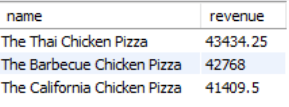 name revenue
The Thai Chicken Pizza 43434.25
The Barbecue Chicken Pizza 42768
The California Chicken Pizza 41409.5